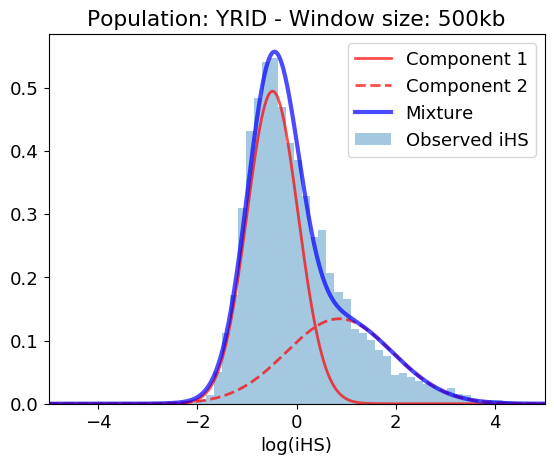 Population: YRID - Window size: 500kb
Component 1
Component 2
Mixture
Observed iHS
0.5
0.4
0.3
0.2
0.1
0.0
−4 −2 0 2 4
log(iHS)